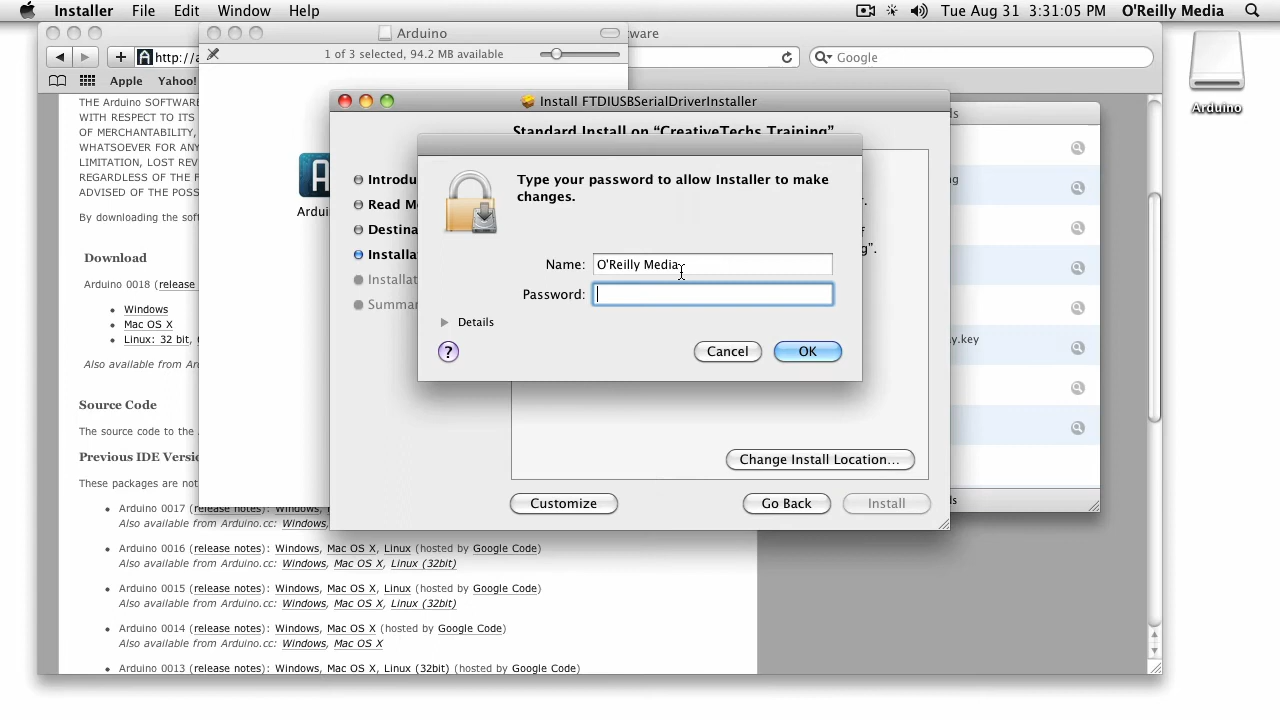 Installer File Edit Window Help
Tue Aug 31 3:31:05 PM O'Reilly Media
Arduino
1 of 3 selected, 94.2 MB available
http://a
Google
Apple Yahoo!
Arduino
THE Arduino SOFTWARE
WITH RESPECT TO ITS
OF MERCHANTABILITY,
WHATSOEVER FOR ANY
LIMITATION, LOST REV
REGARDLESS OF THE
ADVISED OF THE POSS
By downloading the soft
Download
Arduino 0018 (release
Windows
Mac OS X
Linux: 32 bit,
Also available from Ar
Source Code
The source code to the
Previous IDE Versio
These packages are not
Arduino 0017 (release notes): Windows,
Also available from Arduino.cc: Windows,
Arduino 0016 (release notes): Windows, Mac OS X, Linux (hosted by Google Code)
Also available from Arduino.cc: Windows, Mac OS X, Linux (32bit)
Arduino 0015 (release notes): Windows, Mac OS X, Linux (hosted by Google Code)
Also available from Arduino.cc: Windows, Mac OS X, Linux (32bit)
Arduino 0014 (release notes): Windows, Mac OS X (hosted by Google Code)
Also available from Arduino.cc: Windows, Mac OS X
Arduino 0013 (release notes): Windows, Mac OS X, Linux (32bit) (hosted by Google Code)
Install FTDIUSBSerialDriverInstaller
Standard Install on "CreativeTechs Training"
Introdu
Read M
Destina
Installa
Installat
Summa
Type your password to allow Installer to make
changes.
Name: O'Reilly Media
Password:
Details
?
Cancel OK
Change Install Location...
Customize Go Back Install
y.key